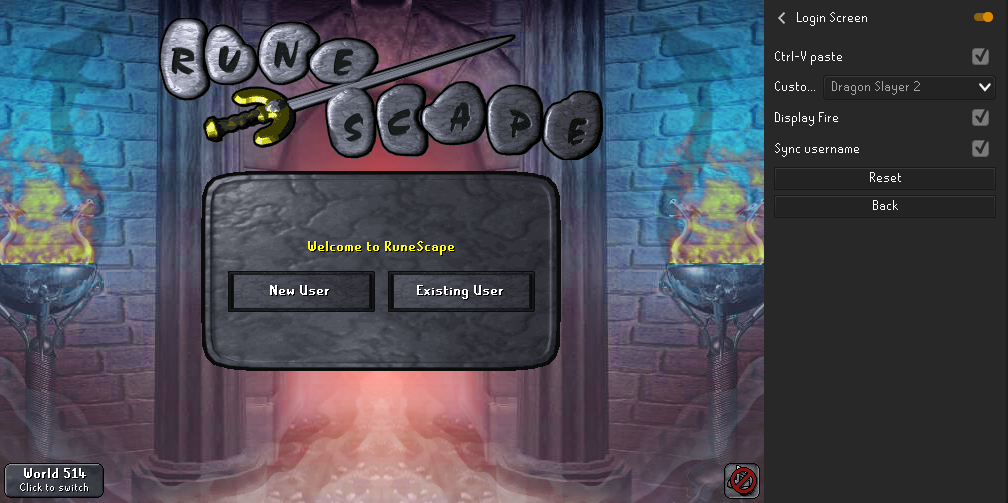 RUNE
SCAPE
Welcome to RuneScape
New User
Existing User
World 514
Click to switch
Login Screen
Ctrl-V paste
Custo...
Dragon Slayer 2
Display Fire
Sync username
Reset
Back